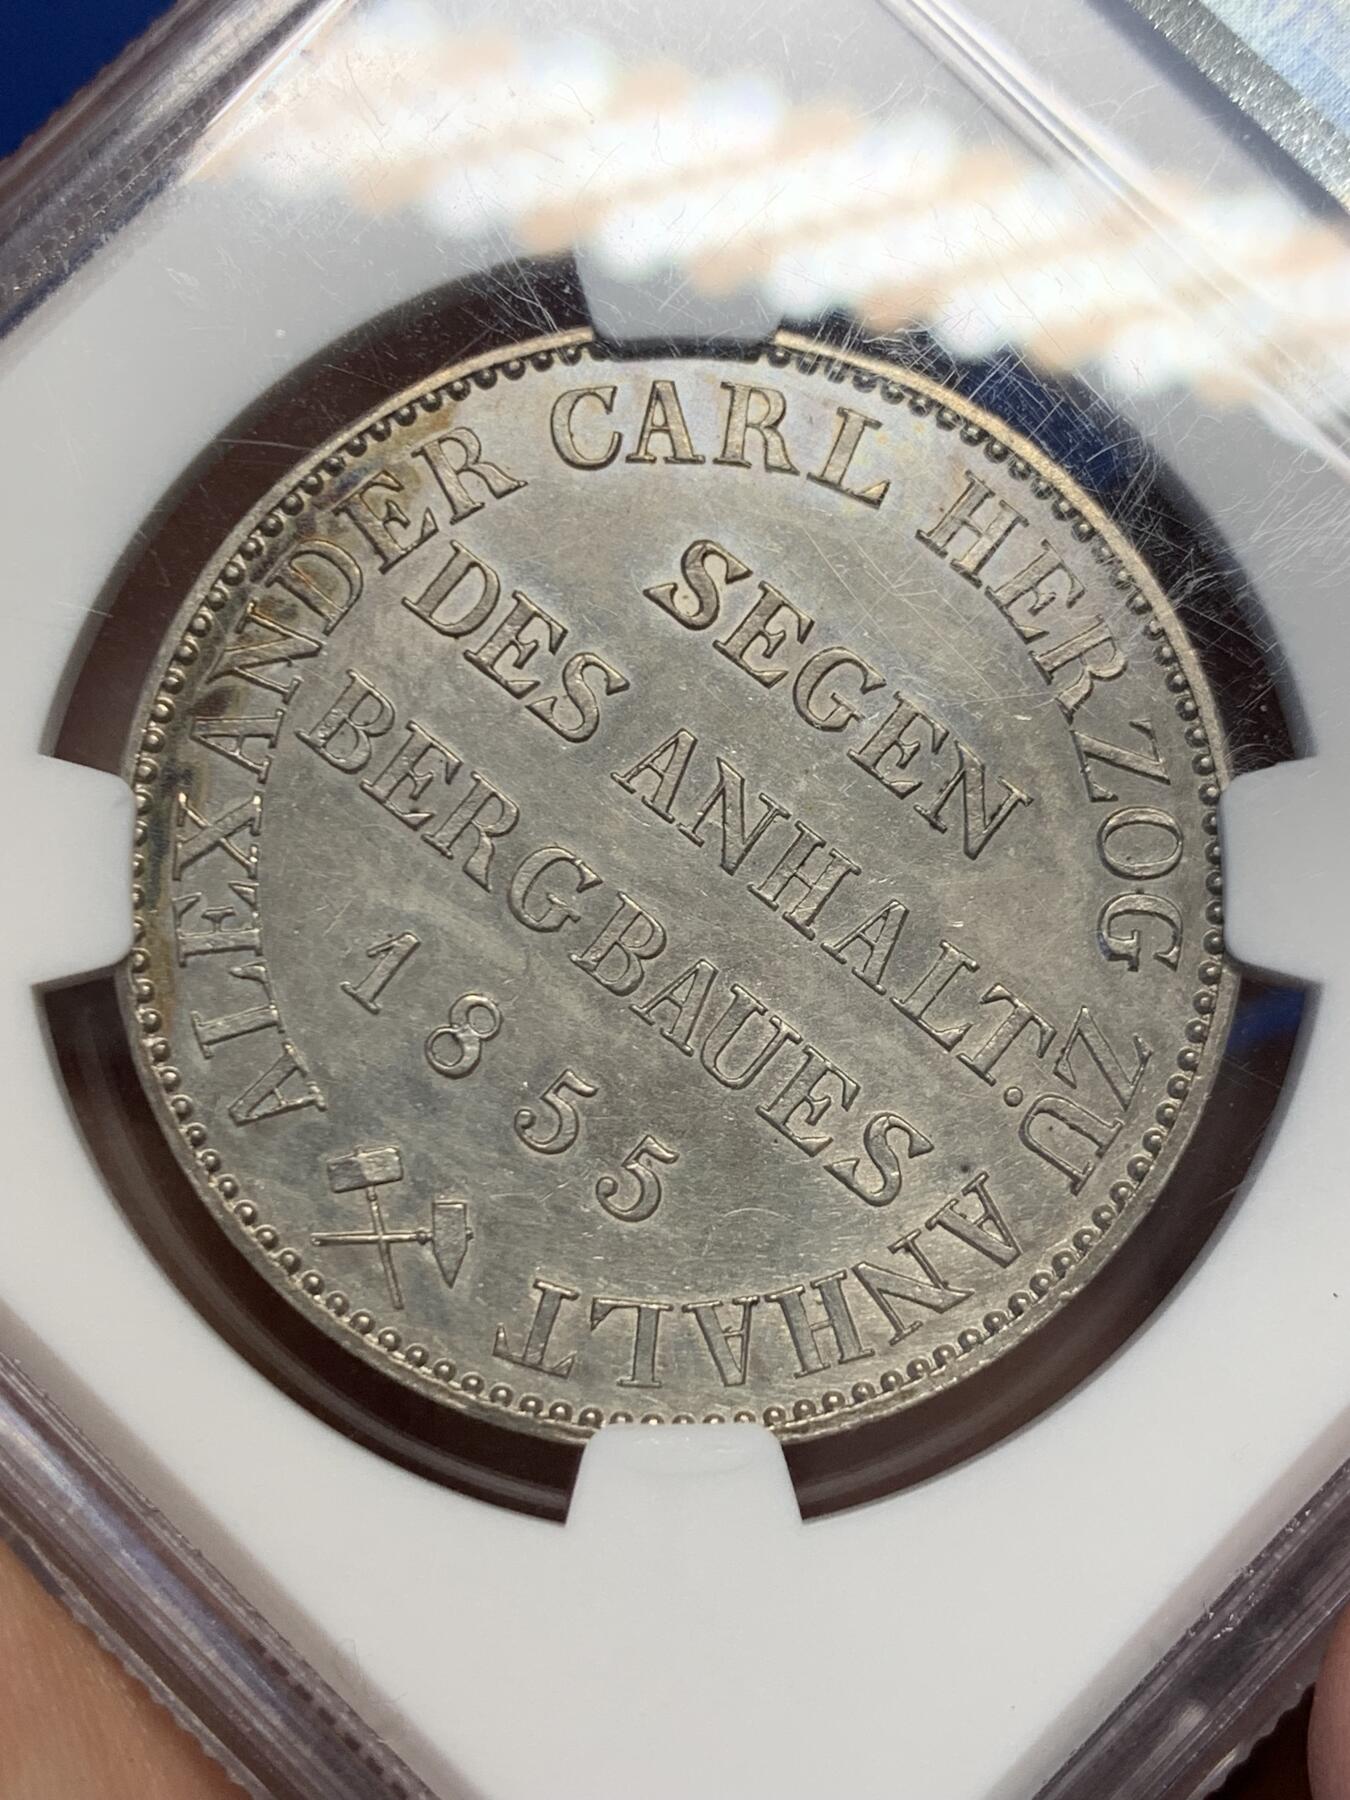 ALEXANDER CARL HERZOG ZU ANHALT
SEGEN
DES ANHALT.
BERGBAUES
1855